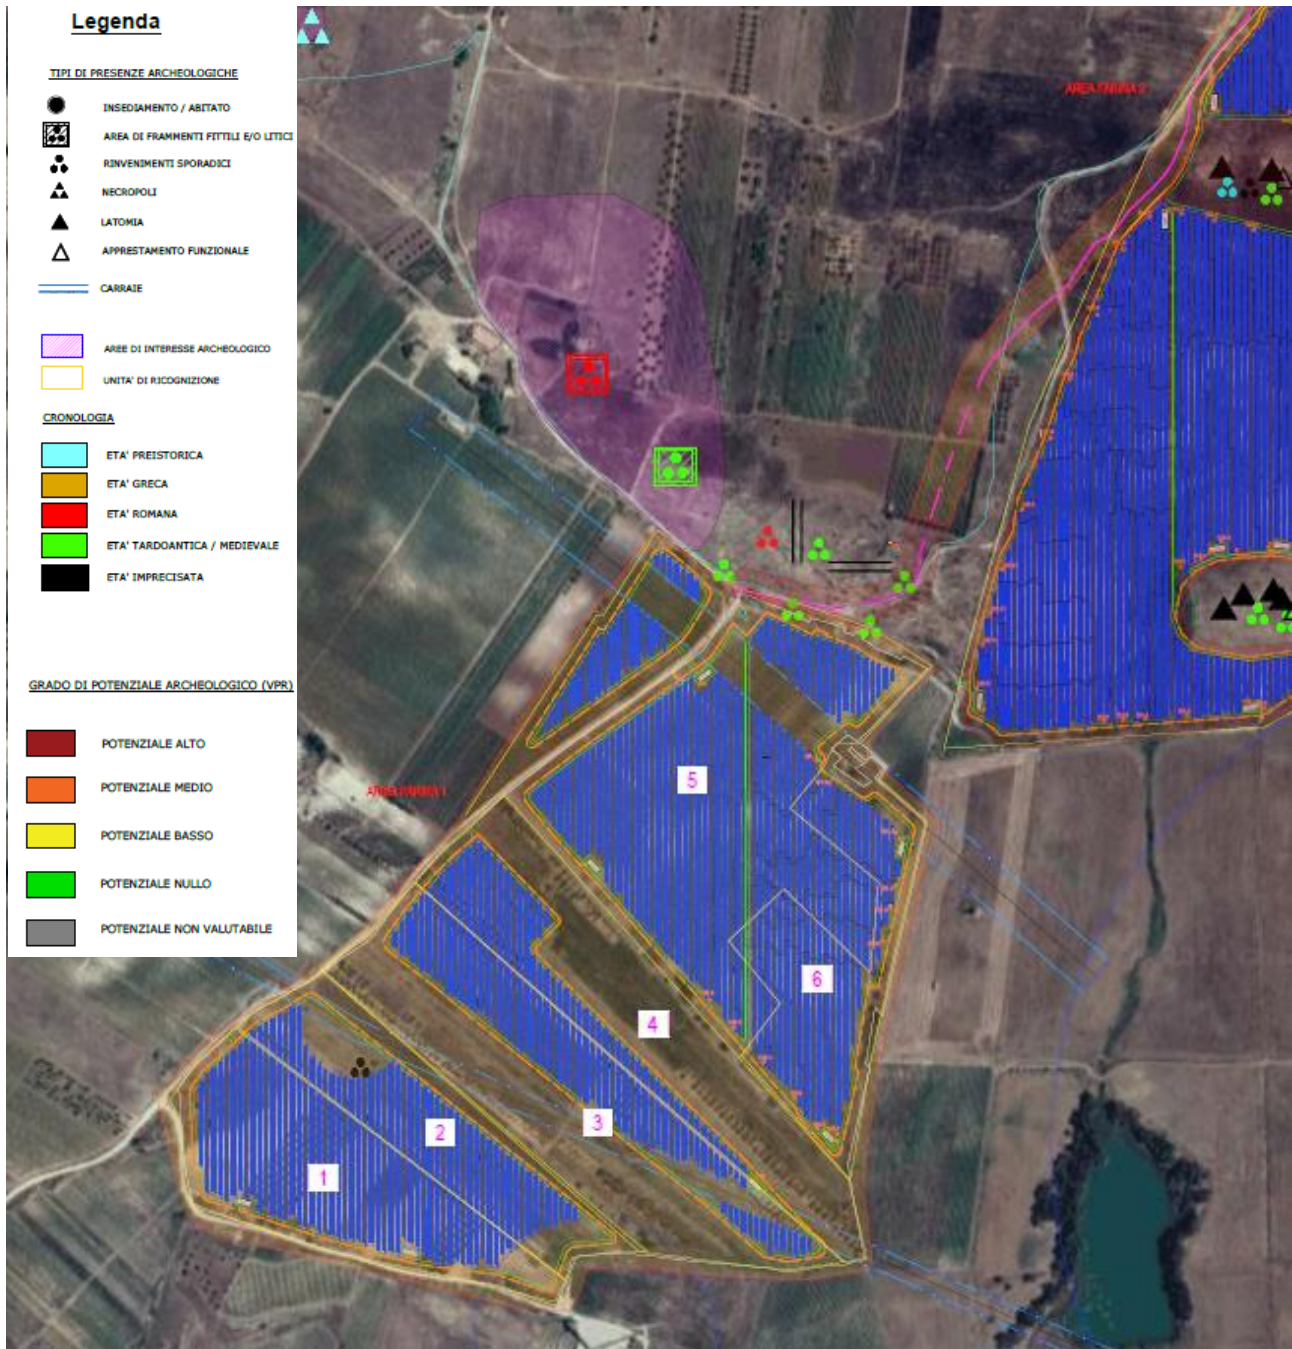 Legenda
TIPI DI PRESENZE ARCHEOLOGICHE
INSEDIAMENTO / ABITATO
AREA DI FRAMMENTI FITTILI E/O LITICI
RINVENIMENTI SPORADICI
NECROPOLI
LATOMIA
APPRESTAMENTO FUNZIONALE
CARRAIE
AREE DI INTERESSE ARCHEOLOGICO
UNITA' DI RICOGNIZIONE
CRONOLOGIA
ETA' PREISTORICA
ETA' GRECA
ETA' ROMANA
ETA' TARDOANTICA / MEDIEVALE
ETA' IMPRECISATA
GRADO DI POTENZIALE ARCHEOLOGICO (VPR)
POTENZIALE ALTO
POTENZIALE MEDIO
POTENZIALE BASSO
POTENZIALE NULLO
POTENZIALE NON VALUTABILE
5
6
4
3
2
1